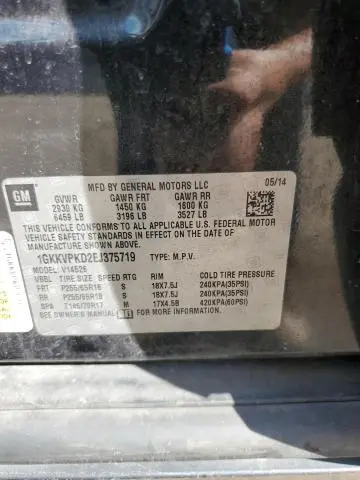 MFD BY GENERAL MOTORS LLC 05/14
GM
GVWR GAWR FRT GAWR RR
2930 KG 1450 KG 1600 KG
6459 LB 3196 LB 3527 LB
THIS VEHICLE CONFORMS TO ALL APPLICABLE U.S. FEDERAL MOTOR
VEHICLE SAFETY STANDARDS IN EFFECT ON THE DATE OF
MANUFACTURE SHOWN ABOVE.
1GKKVPKD2EJ375719 TYPE: M.P.V.
V14526
TIRE SIZE SPEED RTG RIM COLD TIRE PRESSURE
FRT P255/65R18 S 18X7.5J 240KPA(35PSI)
RR P255/65R18 S 18X7.5J 240KPA(35PSI)
SPA T145/70R17 M 17X4.5B 420KPA(60PSI)
SEE OWNER'S MANUAL FOR MORE INFORMATION.